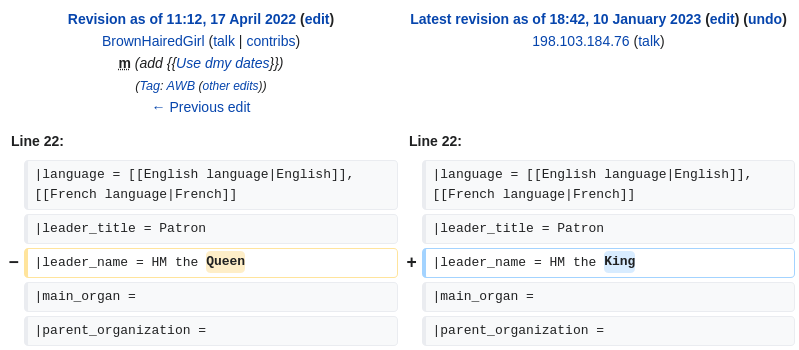 Revision as of 11:12, 17 April 2022 (edit)
BrownHairedGirl (talk | contribs)
m (add {{Use dmy dates}})
(Tag: AWB (other edits))
← Previous edit
Latest revision as of 18:42, 10 January 2023 (edit) (undo)
198.103.184.76 (talk)
Line 22:
|language = [[English language|English]],
[[French language|French]]
|leader_title = Patron
− |leader_name = HM the Queen
|main_organ =
|parent_organization =
Line 22:
|language = [[English language|English]],
[[French language|French]]
|leader_title = Patron
+ |leader_name = HM the King
|main_organ =
|parent_organization =